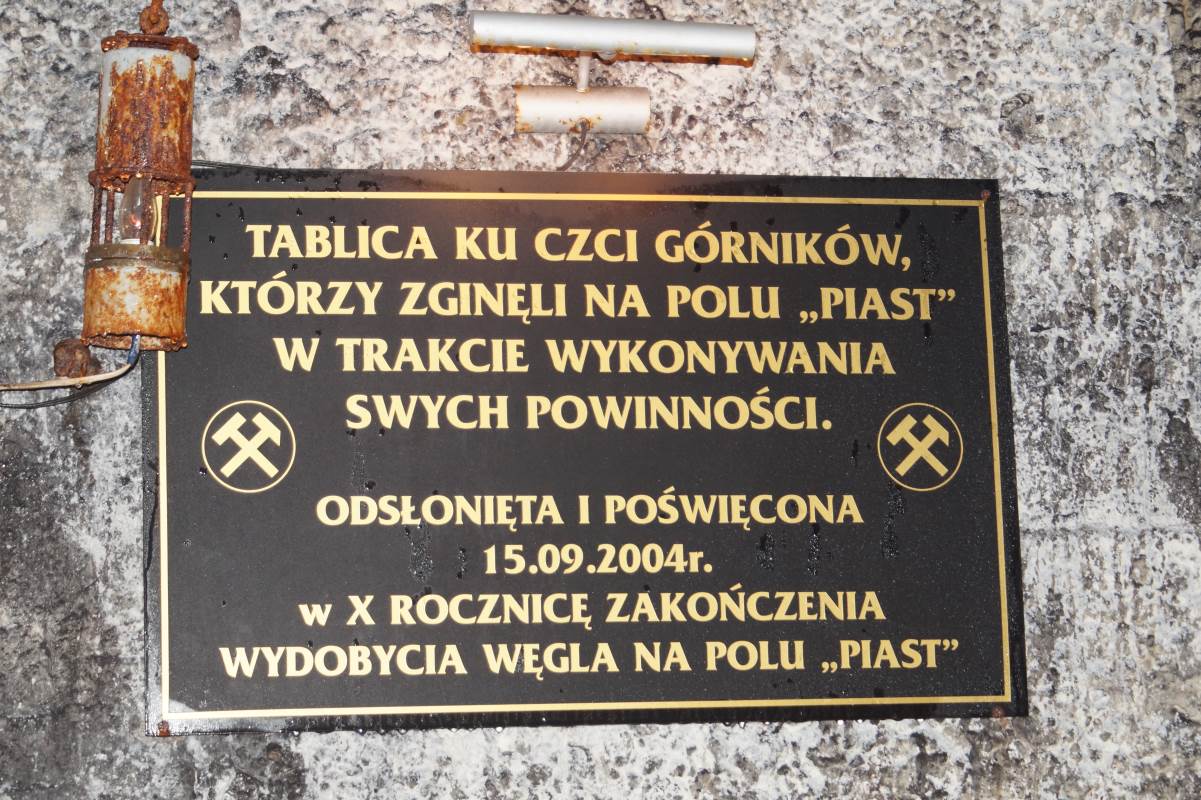 TABLICA KU CZCI GÓRNIKÓW,
KTÓRZY ZGINĘLI NA POLU „PIAST”
W TRAKCIE WYKONYWANIA
SWYCH POWINNOŚCI.
ODSŁONIĘTA I POŚWIĘCONA
15.09.2004r.
w X ROCZNICĘ ZAKOŃCZENIA
WYDOBYCIA WĘGLA NA POLU „PIAST”